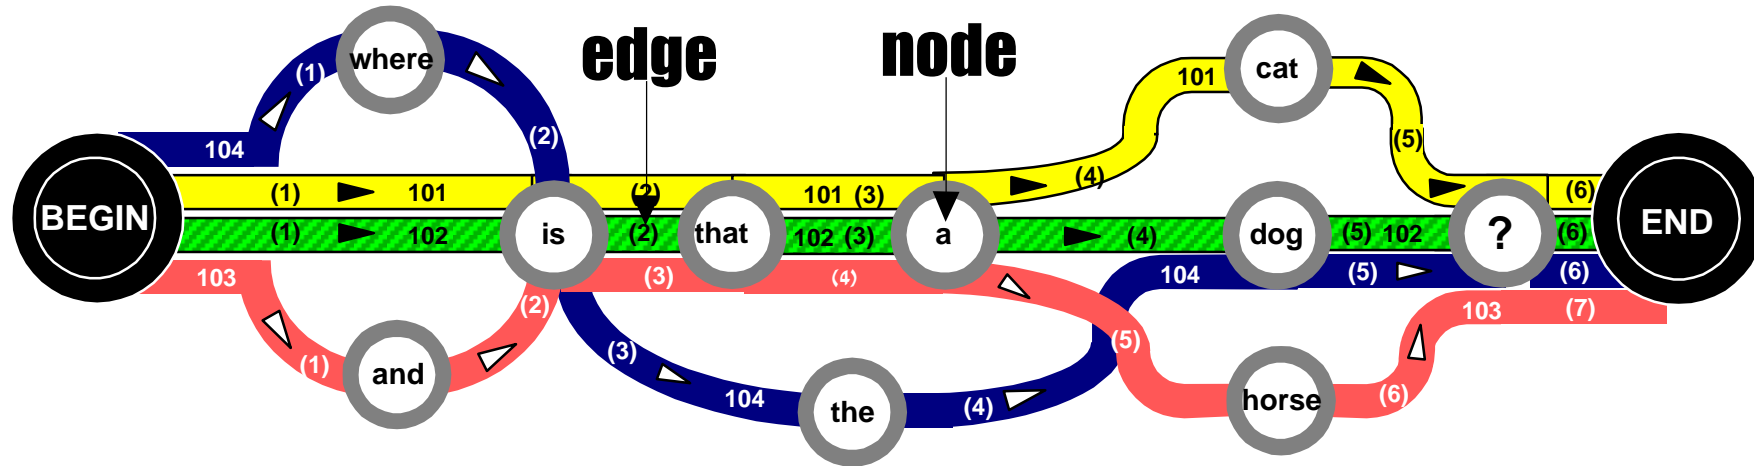 where
edge
node
101
cat
(1)
(2)
(5)
104
(4)
BEGIN
(1) 101
(2)
101 (3)
(6)
(1) 102
is
(2)
that
102 (3)
a
(4)
dog
(5) 102
?
(6)
END
103
(2)
(3)
(4)
104
(5)
(6)
(1)
and
(3)
104
the
(4)
(5)
horse
(6)
103
(7)